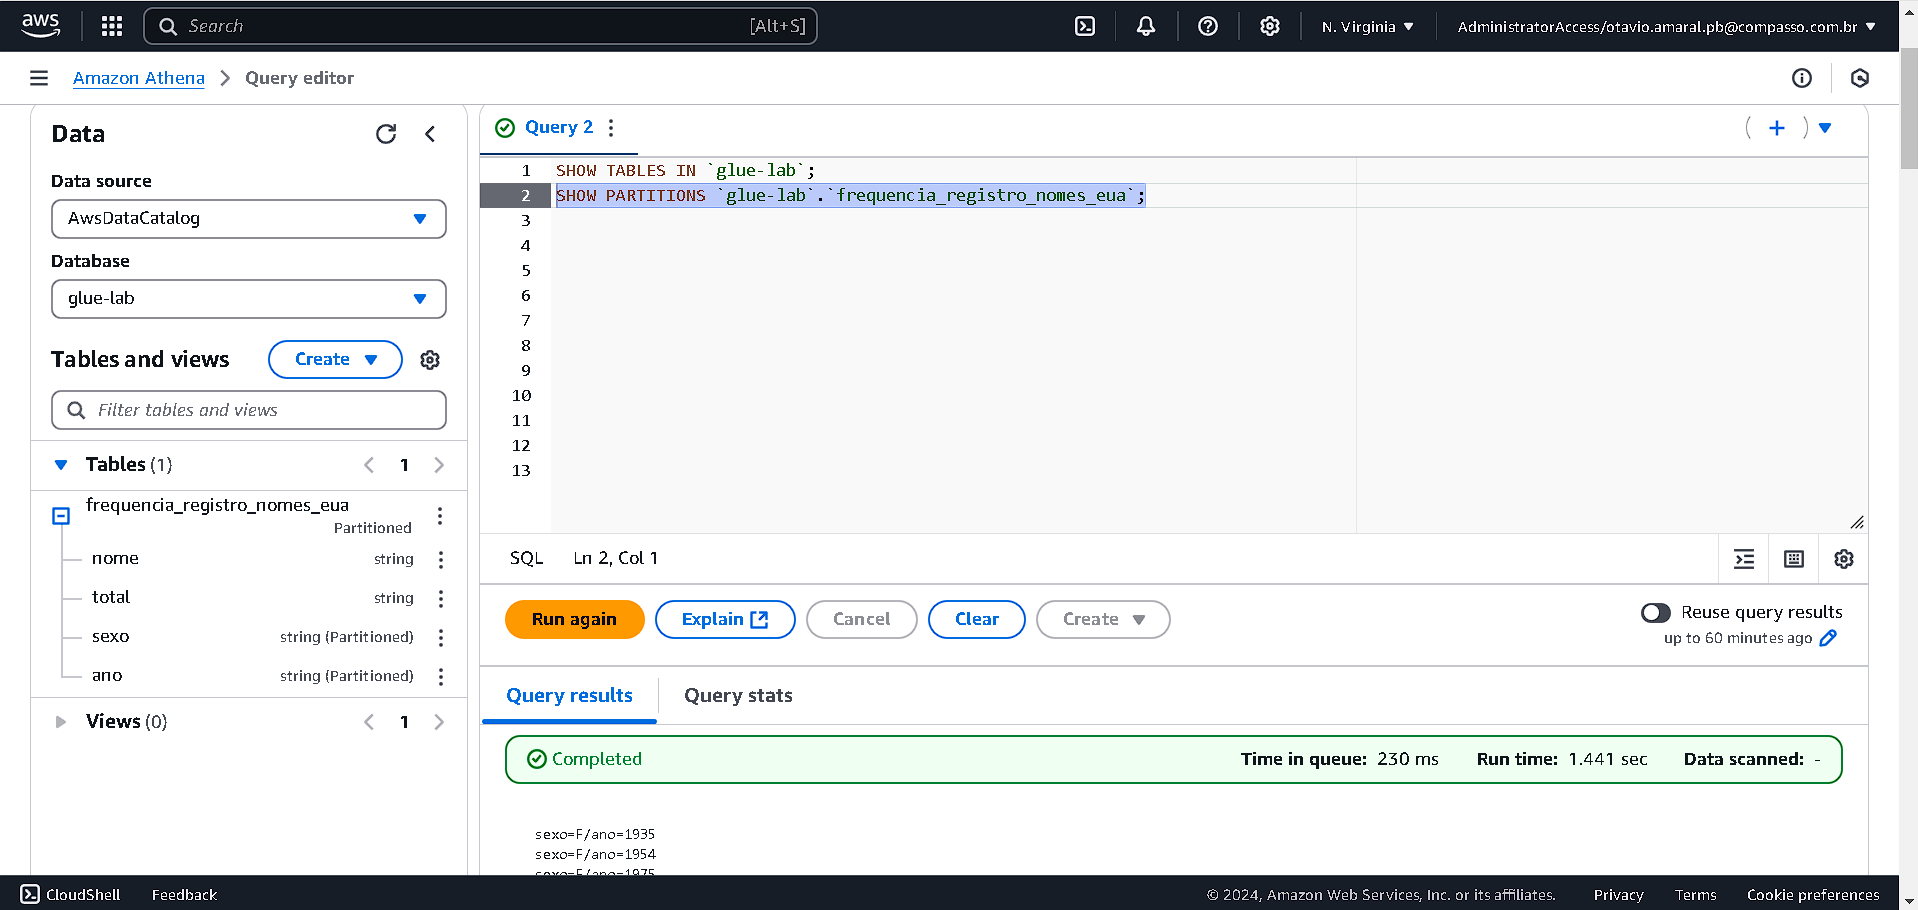 aws
Search
[Alt+S]
N. Virginia
AdministratorAccess/otavio.amaral.pb@compasso.com.br
Amazon Athena
Query editor
Data
Data source
AwsDataCatalog
Database
glue-lab
Tables and views
Create
Filter tables and views
Tables (1)
1
frequencia_registro_nomes_eua
Partitioned
nome string
total string
sexo string (Partitioned)
ano string (Partitioned)
Views (0)
1
Query 2
1 SHOW TABLES IN `glue-lab`;
2 SHOW PARTITIONS `glue-lab`.`frequencia_registro_nomes_eua`;
3
4
5
6
7
8
9
10
11
12
13
SQL Ln 2, Col 1
Run again
Explain
Cancel
Clear
Create
Reuse query results
up to 60 minutes ago
Query results
Query stats
Completed
Time in queue: 230 ms
Run time: 1.441 sec
Data scanned: -
sexo=F/ano=1935
sexo=F/ano=1954
sexo=F/ano=1975
CloudShell
Feedback
© 2024, Amazon Web Services, Inc. or its affiliates.
Privacy
Terms
Cookie preferences